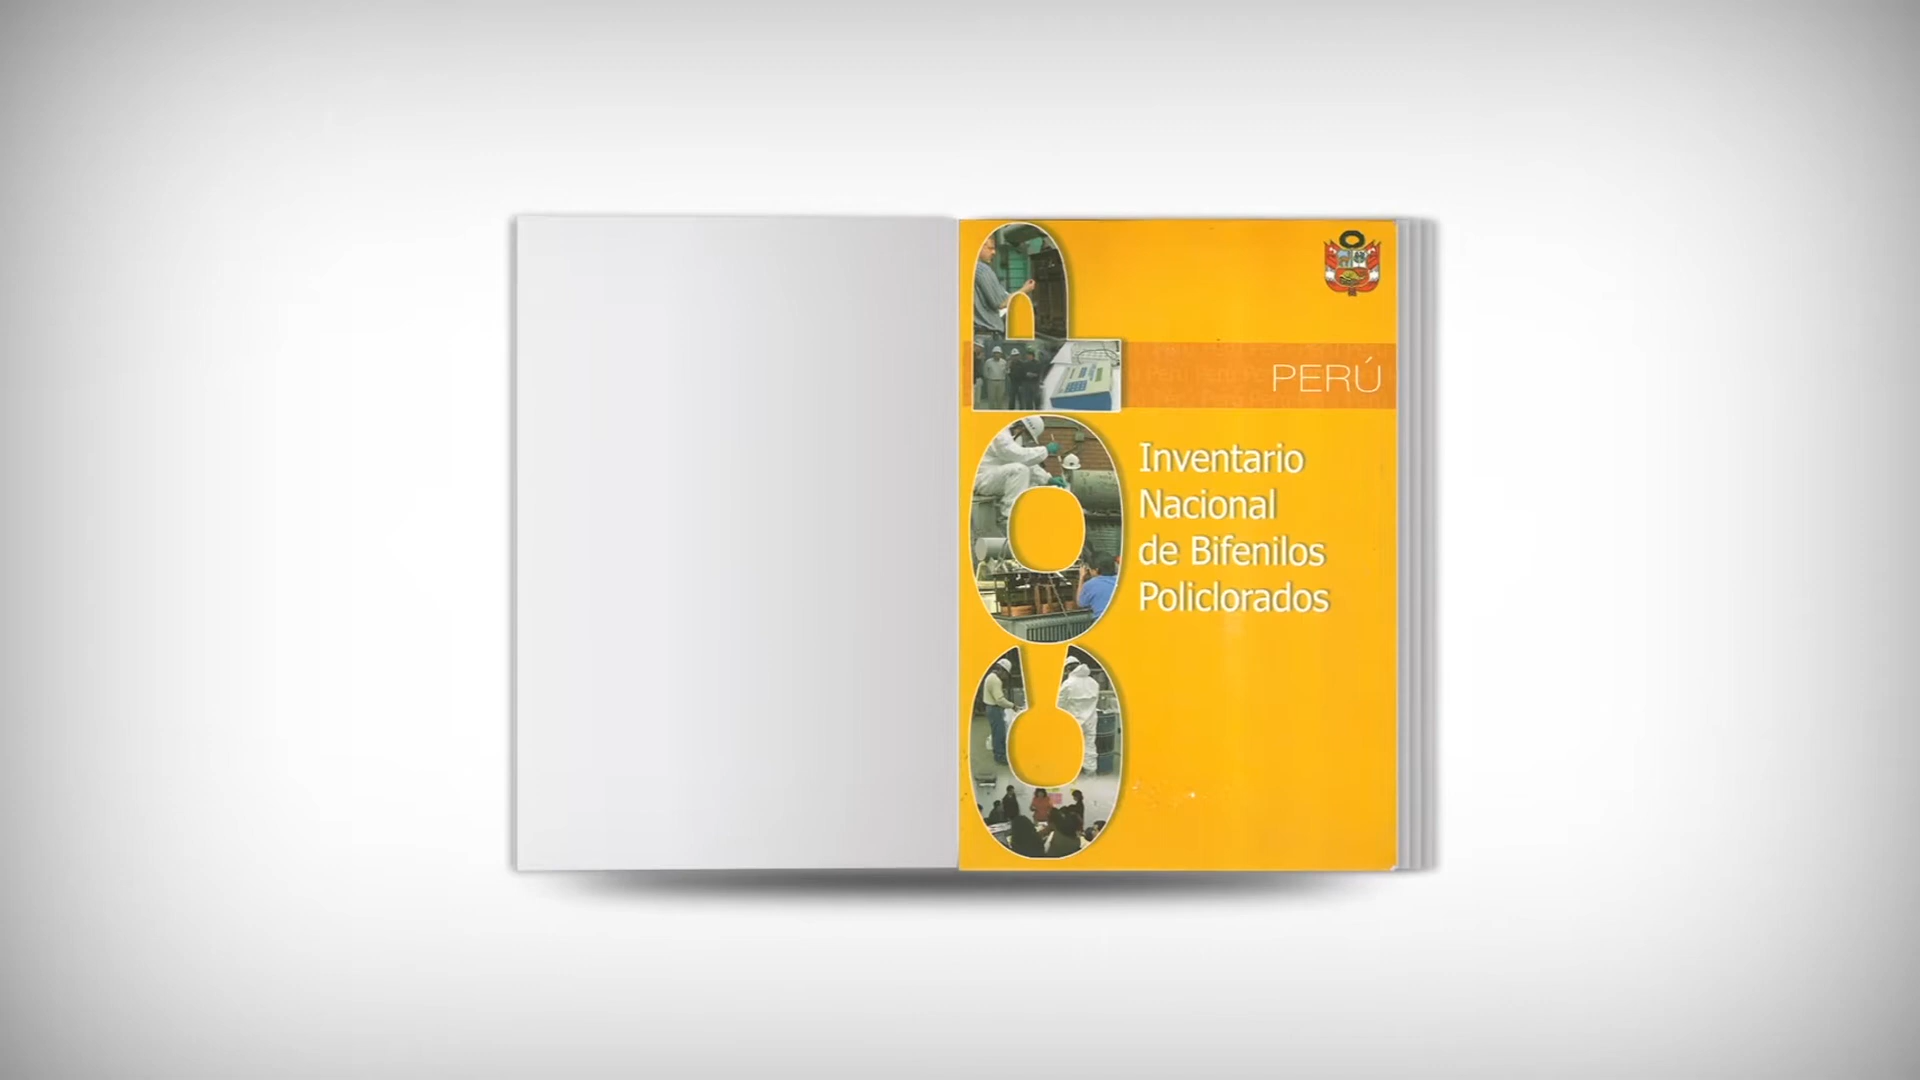 COP
PERÚ
Inventario
Nacional
de Bifenilos
Policlorados